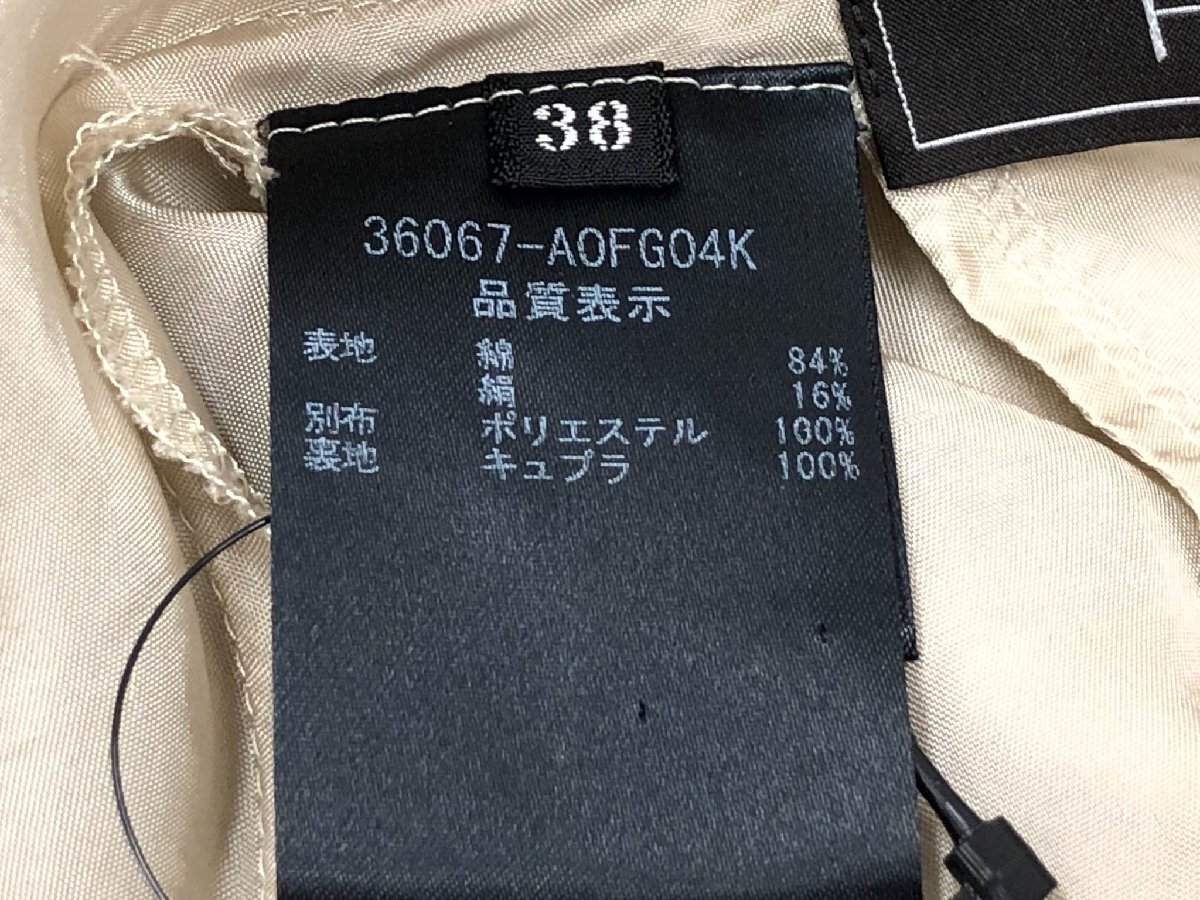 38
36067-A0FG04K
品質表示
表地 綿 84%
絹 16%
別布 ポリエステル 100%
裏地 キュプラ 100%